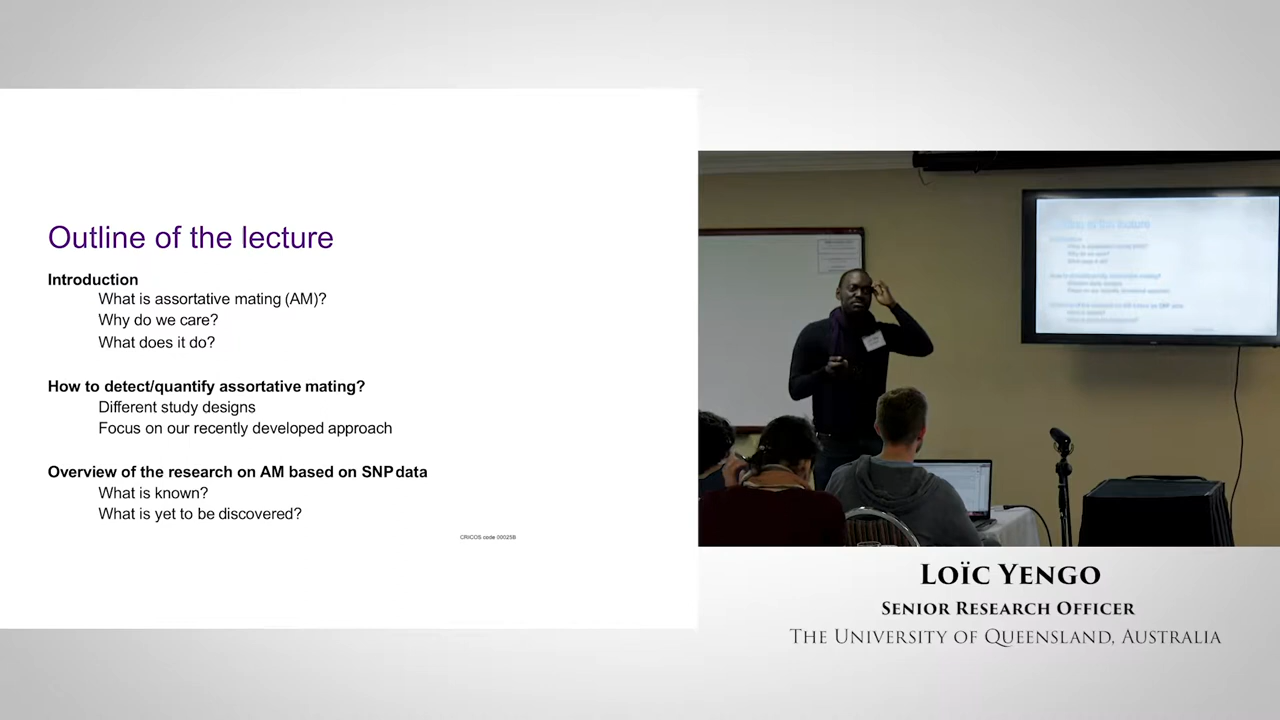 Outline of the lecture
Introduction
What is assortative mating (AM)?
Why do we care?
What does it do?
How to detect/quantify assortative mating?
Different study designs
Focus on our recently developed approach
Overview of the research on AM based on SNP data
What is known?
What is yet to be discovered?
CRICOS code 00025B
Loïc Yengo
Senior Research Officer
The University of Queensland, Australia